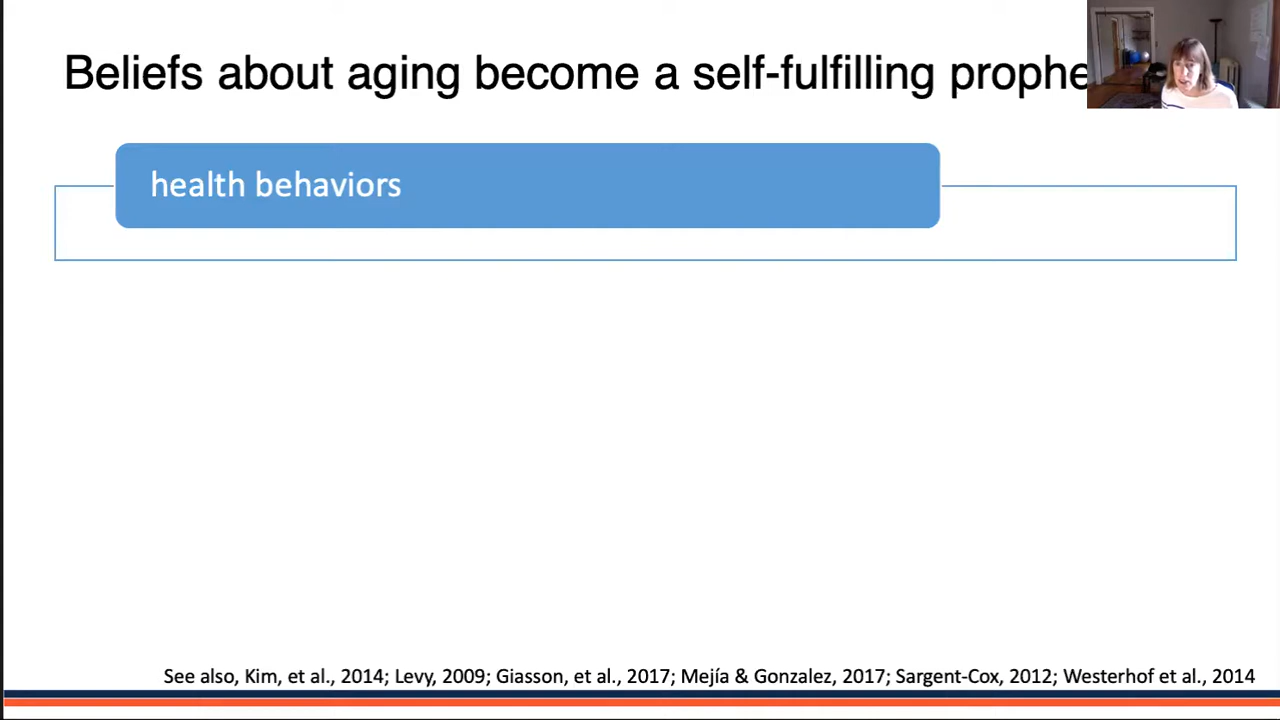 Beliefs about aging become a self-fulfilling prophe
health behaviors
See also, Kim, et al., 2014; Levy, 2009; Giasson, et al., 2017; Mejía & Gonzalez, 2017; Sargent-Cox, 2012; Westerhof et al., 2014